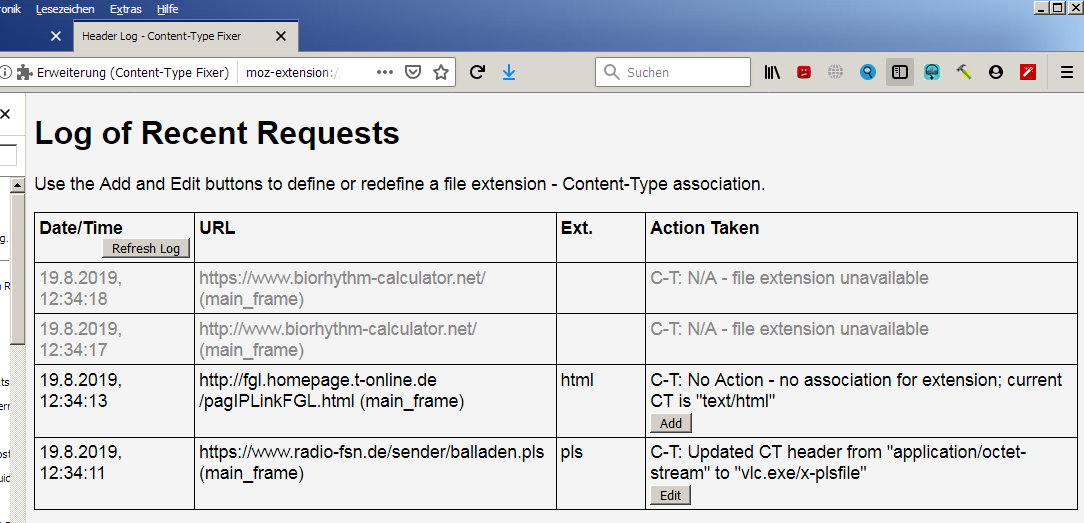 ronik Lesezeichen Extras Hilfe
Header Log - Content-Type Fixer
Erweiterung (Content-Type Fixer) moz-extension:/ Suchen
Log of Recent Requests
Use the Add and Edit buttons to define or redefine a file extension - Content-Type association.
Date/Time URL Ext. Action Taken
Refresh Log
19.8.2019, https://www.biorhythm-calculator.net/ C-T: N/A - file extension unavailable
12:34:18 (main_frame)
19.8.2019, http://www.biorhythm-calculator.net/ C-T: N/A - file extension unavailable
12:34:17 (main_frame)
19.8.2019, http://fgl.homepage.t-online.de html C-T: No Action - no association for extension; current
12:34:13 /pagIPLinkFGL.html (main_frame) CT is "text/html"
Add
19.8.2019, https://www.radio-fsn.de/sender/balladen.pls pls C-T: Updated CT header from "application/octet-
12:34:11 (main_frame) stream" to "vlc.exe/x-plsfile"
Edit